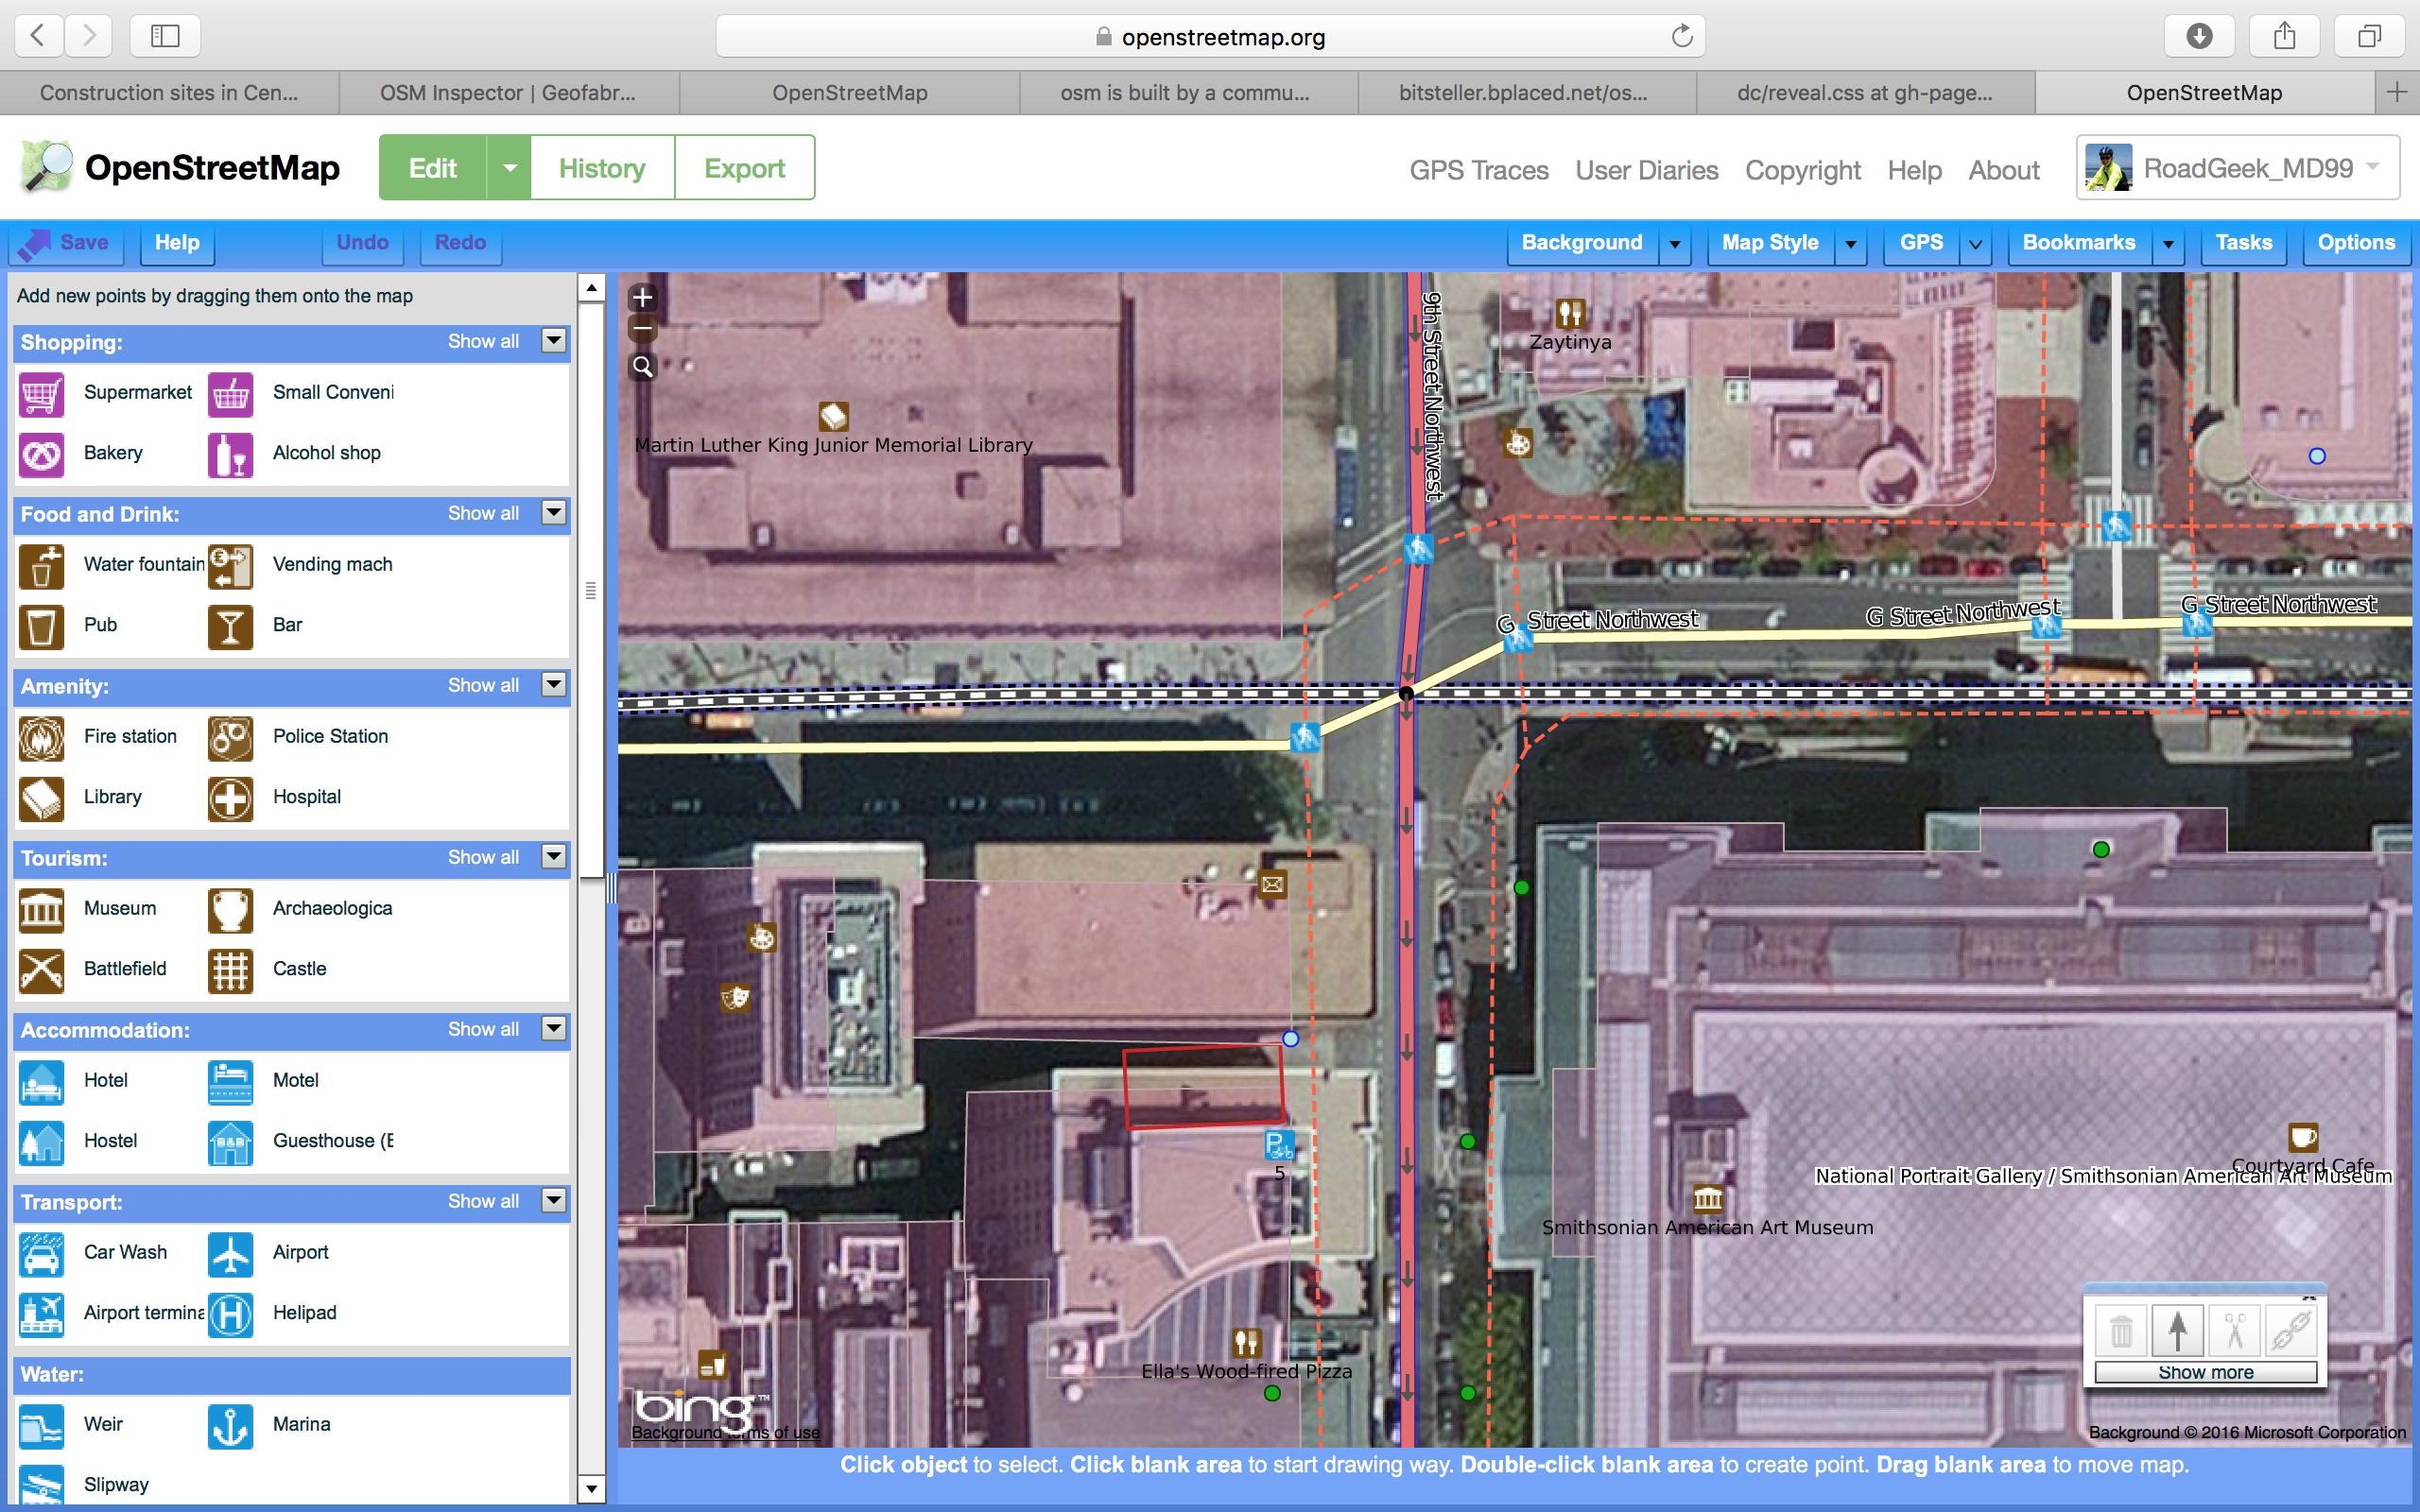 openstreetmap.org
Construction sites in Cen...
OSM Inspector | Geofabr...
OpenStreetMap
osm is built by a commu...
bitsteller.bplaced.net/os...
dc/reveal.css at gh-page...
OpenStreetMap
OpenStreetMap
Edit
History
Export
GPS Traces
User Diaries
Copyright
Help
About
RoadGeek_MD99
Save
Help
Undo
Redo
Background
Map Style
GPS
Bookmarks
Tasks
Options
Add new points by dragging them onto the map
Shopping:
Show all
Supermarket
Small Conveni
Bakery
Alcohol shop
Food and Drink:
Show all
Water fountain
Vending mach
Pub
Bar
Amenity:
Show all
Fire station
Police Station
Library
Hospital
Tourism:
Show all
Museum
Archaeologica
Battlefield
Castle
Accommodation:
Show all
Hotel
Motel
Hostel
B&B
Guesthouse (E
Transport:
Show all
Car Wash
Airport
Airport termina
H
Helipad
Water:
Weir
Marina
Slipway
9th Street Northwest
Zaytinya
Martin Luther King Junior Memorial Library
G Street Northwest
G Street Northwest
G Street Northwest
P
5
Courtyard Cafe
National Portrait Gallery / Smithsonian American Art Museum
Smithsonian American Art Museum
Ella's Wood-fired Pizza
Show more
bing™
Background terms of use
Background © 2016 Microsoft Corporation
Click object to select. Click blank area to start drawing way. Double-click blank area to create point. Drag blank area to move map.